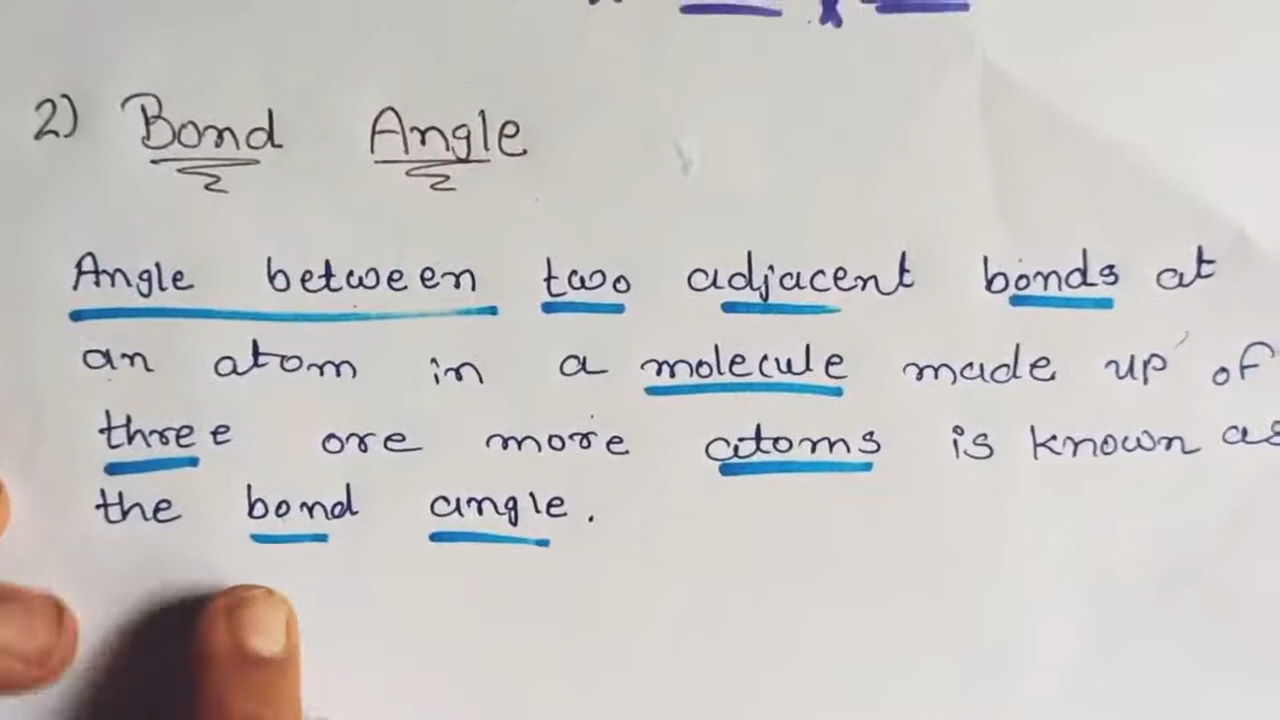 2) Bond Angle
Angle between two adjacent bonds at
an atom in a molecule made up of
three ore more atoms is known as
the bond angle.